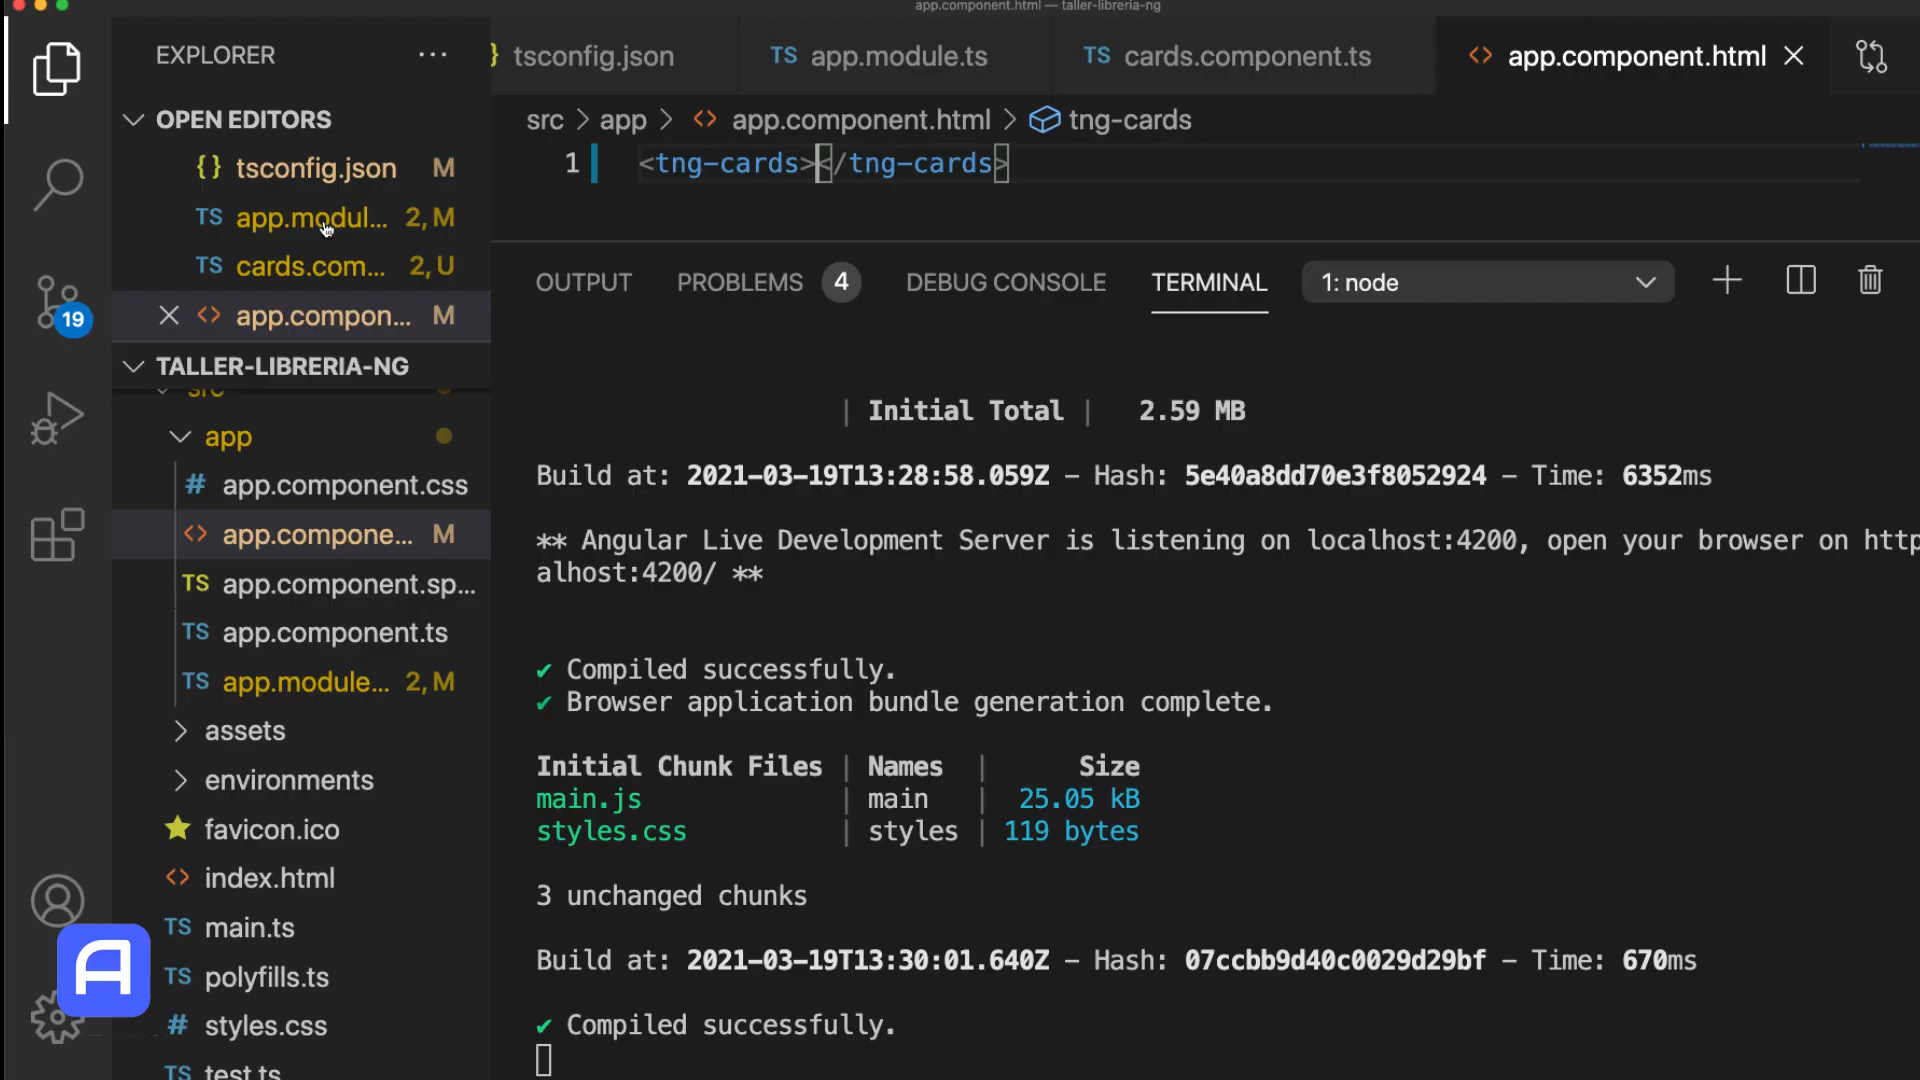 app.component.html — taller-libreria-ng
EXPLORER
···
} tsconfig.json
TS app.module.ts
TS cards.component.ts
<> app.component.html
OPEN EDITORS
{} tsconfig.json M
TS app.modul... 2, M
TS cards.com... 2, U
<> app.compon... M
src > app > <> app.component.html > tng-cards
1 <tng-cards></tng-cards>
19
OUTPUT PROBLEMS 4 DEBUG CONSOLE TERMINAL 1: node
TALLER-LIBRERIA-NG
src
app
# app.component.css
<> app.compone... M
TS app.component.sp...
TS app.component.ts
TS app.module... 2, M
assets
environments
favicon.ico
<> index.html
TS main.ts
TS polyfills.ts
# styles.css
TS test.ts
A
| Initial Total | 2.59 MB
Build at: 2021-03-19T13:28:58.059Z - Hash: 5e40a8dd70e3f8052924 - Time: 6352ms
** Angular Live Development Server is listening on localhost:4200, open your browser on http
alhost:4200/ **
✔ Compiled successfully.
✔ Browser application bundle generation complete.
Initial Chunk Files | Names | Size
main.js | main | 25.05 kB
styles.css | styles | 119 bytes
3 unchanged chunks
Build at: 2021-03-19T13:30:01.640Z - Hash: 07ccbb9d40c0029d29bf - Time: 670ms
✔ Compiled successfully.